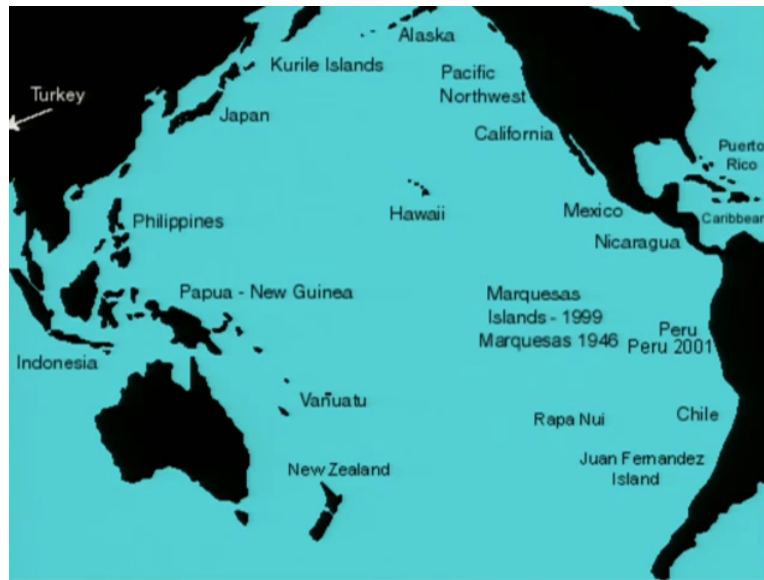 Alaska
Kurile Islands
Pacific
Northwest
Turkey
Japan
California
Puerto
Rico
Philippines
Hawaii
Mexico
Caribbean
Nicaragua
Papua - New Guinea
Marquesas
Islands - 1999
Marquesas 1946
Peru
Peru 2001
Indonesia
Vanuatu
Rapa Nui
Chile
Juan Fernandez
Island
New Zealand